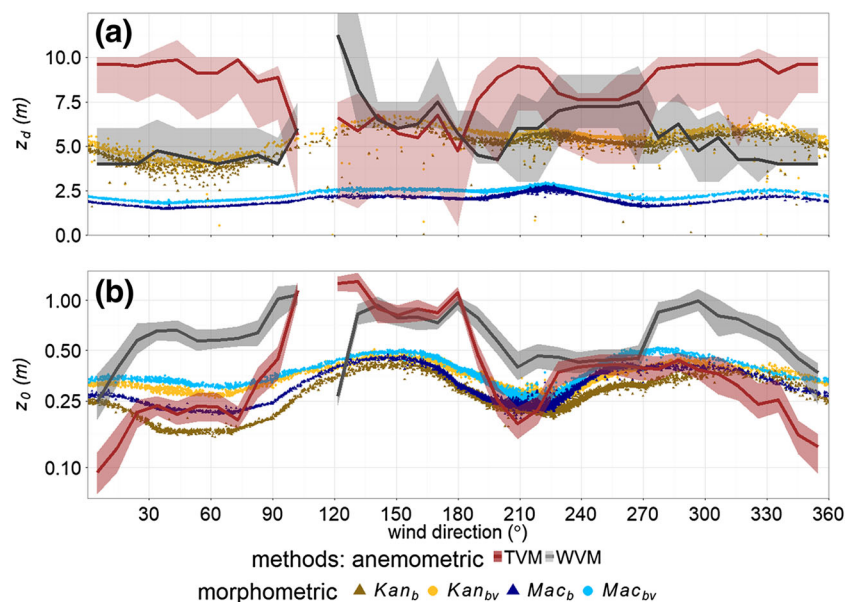 (a)
10.0
7.5
5.0
2.5
0.0
z_d (m)
(b)
1.00
0.50
0.25
0.10
z_0 (m)
30 60 90 120 150 180 210 240 270 300 330 360
wind direction (°)
methods: anemometric TVM WVM
morphometric Kan_b Kan_bv Mac_b Mac_bv